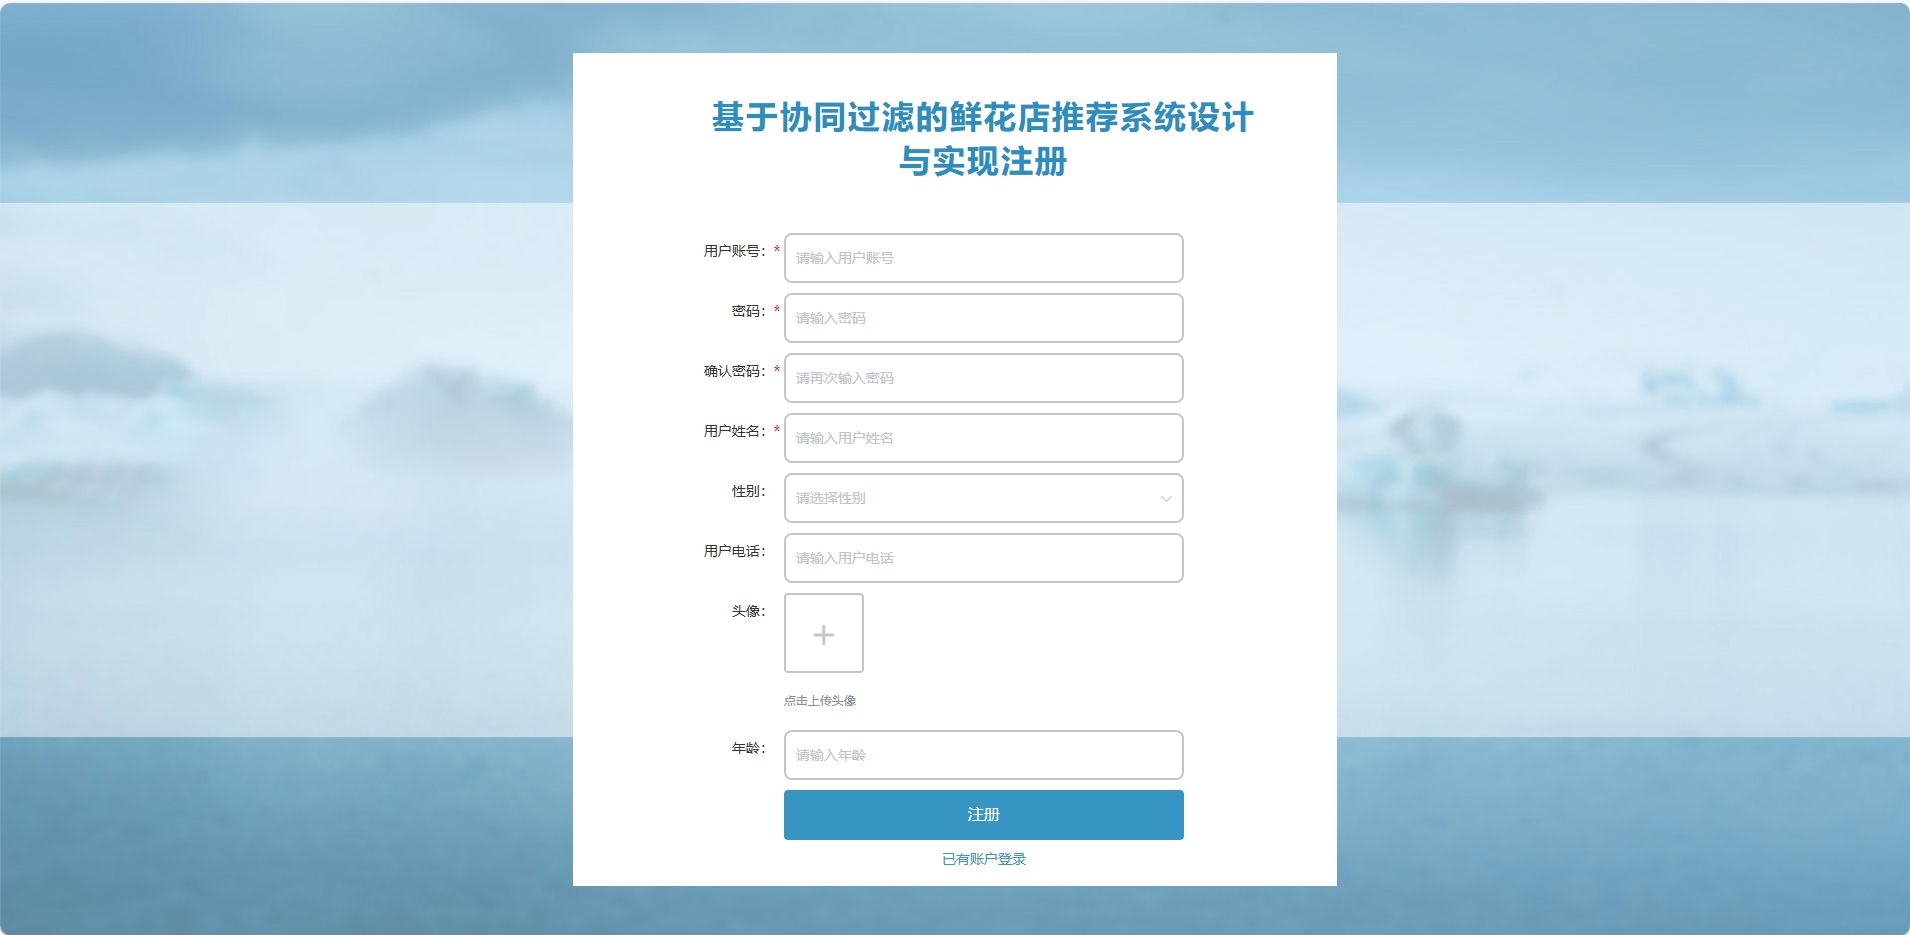 基于协同过滤的鲜花店推荐系统设计
与实现注册
用户账号：* 请输入用户账号
密码：* 请输入密码
确认密码：* 请再次输入密码
用户姓名：* 请输入用户姓名
性别： 请选择性别
用户电话： 请输入用户电话
头像：
点击上传头像
年龄： 请输入年龄
注册
已有账户登录